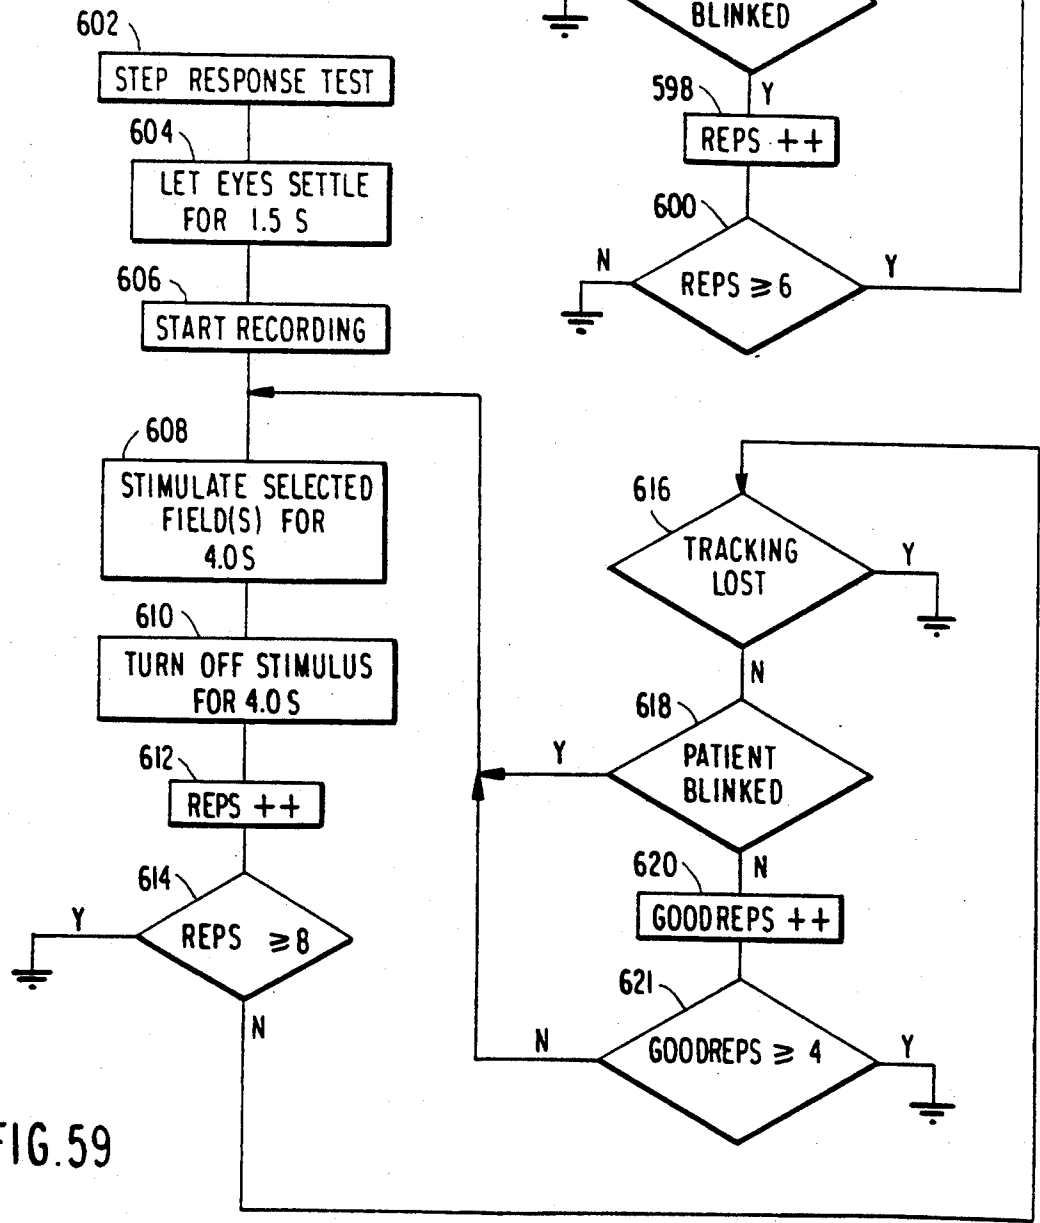 602
STEP RESPONSE TEST
604
LET EYES SETTLE
FOR 1.5 S
606
START RECORDING
608
STIMULATE SELECTED
FIELD(S) FOR
4.0 S
610
TURN OFF STIMULUS
FOR 4.0 S
612
REPS ++
614
Y
REPS ≥ 8
N
BLINKED
Y
598
REPS ++
600
N
REPS ≥ 6
Y
616
TRACKING
LOST
Y
N
618
Y
PATIENT
BLINKED
N
620
GOODREPS ++
621
N
GOODREPS ≥ 4
Y
FIG. 59